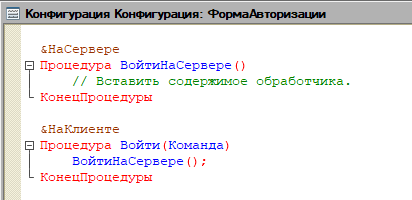 Конфигурация Конфигурация: ФормаАвторизации
&НаСервере
Процедура ВойтиНаСервере()
// Вставить содержимое обработчика.
КонецПроцедуры
&НаКлиенте
Процедура Войти(Команда)
ВойтиНаСервере();
КонецПроцедуры